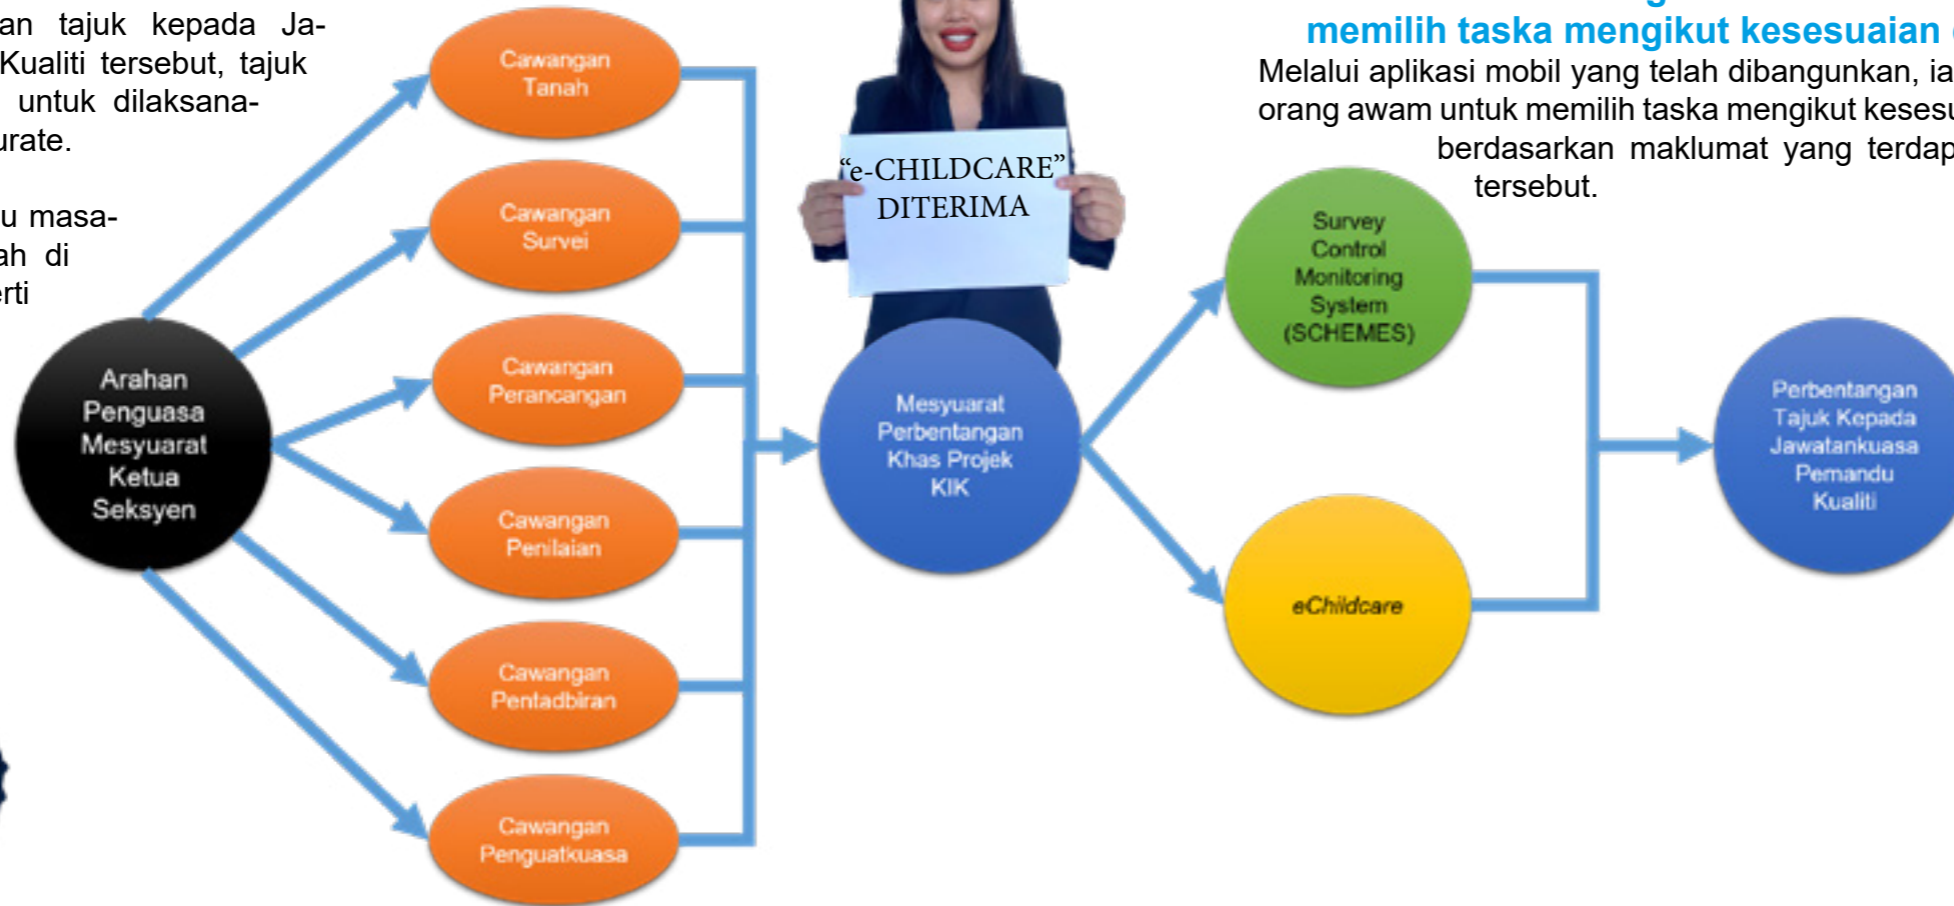 an tajuk kepada Ja-
Kualiti tersebut, tajuk
untuk dilaksana-
urate.
u masa-
ah di
erti
Arahan
Penguasa
Mesyuarat
Ketua
Seksyen
Cawangan
Tanah
Cawangan
Survei
Cawangan
Perancangan
Cawangan
Penilaian
Cawangan
Pentadbiran
Cawangan
Penguatkuasa
“e-CHILDCARE”
DITERIMA
Mesyuarat
Perbentangan
Khas Projek
KIK
memilih taska mengikut kesesuaian
Melalui aplikasi mobil yang telah dibangunkan, ia
orang awam untuk memilih taska mengikut kesesu
berdasarkan maklumat yang terdap
tersebut.
Survey
Control
Monitoring
System
(SCHEMES)
eChildcare
Perbentangan
Tajuk Kepada
Jawatankuasa
Pemandu
Kualiti